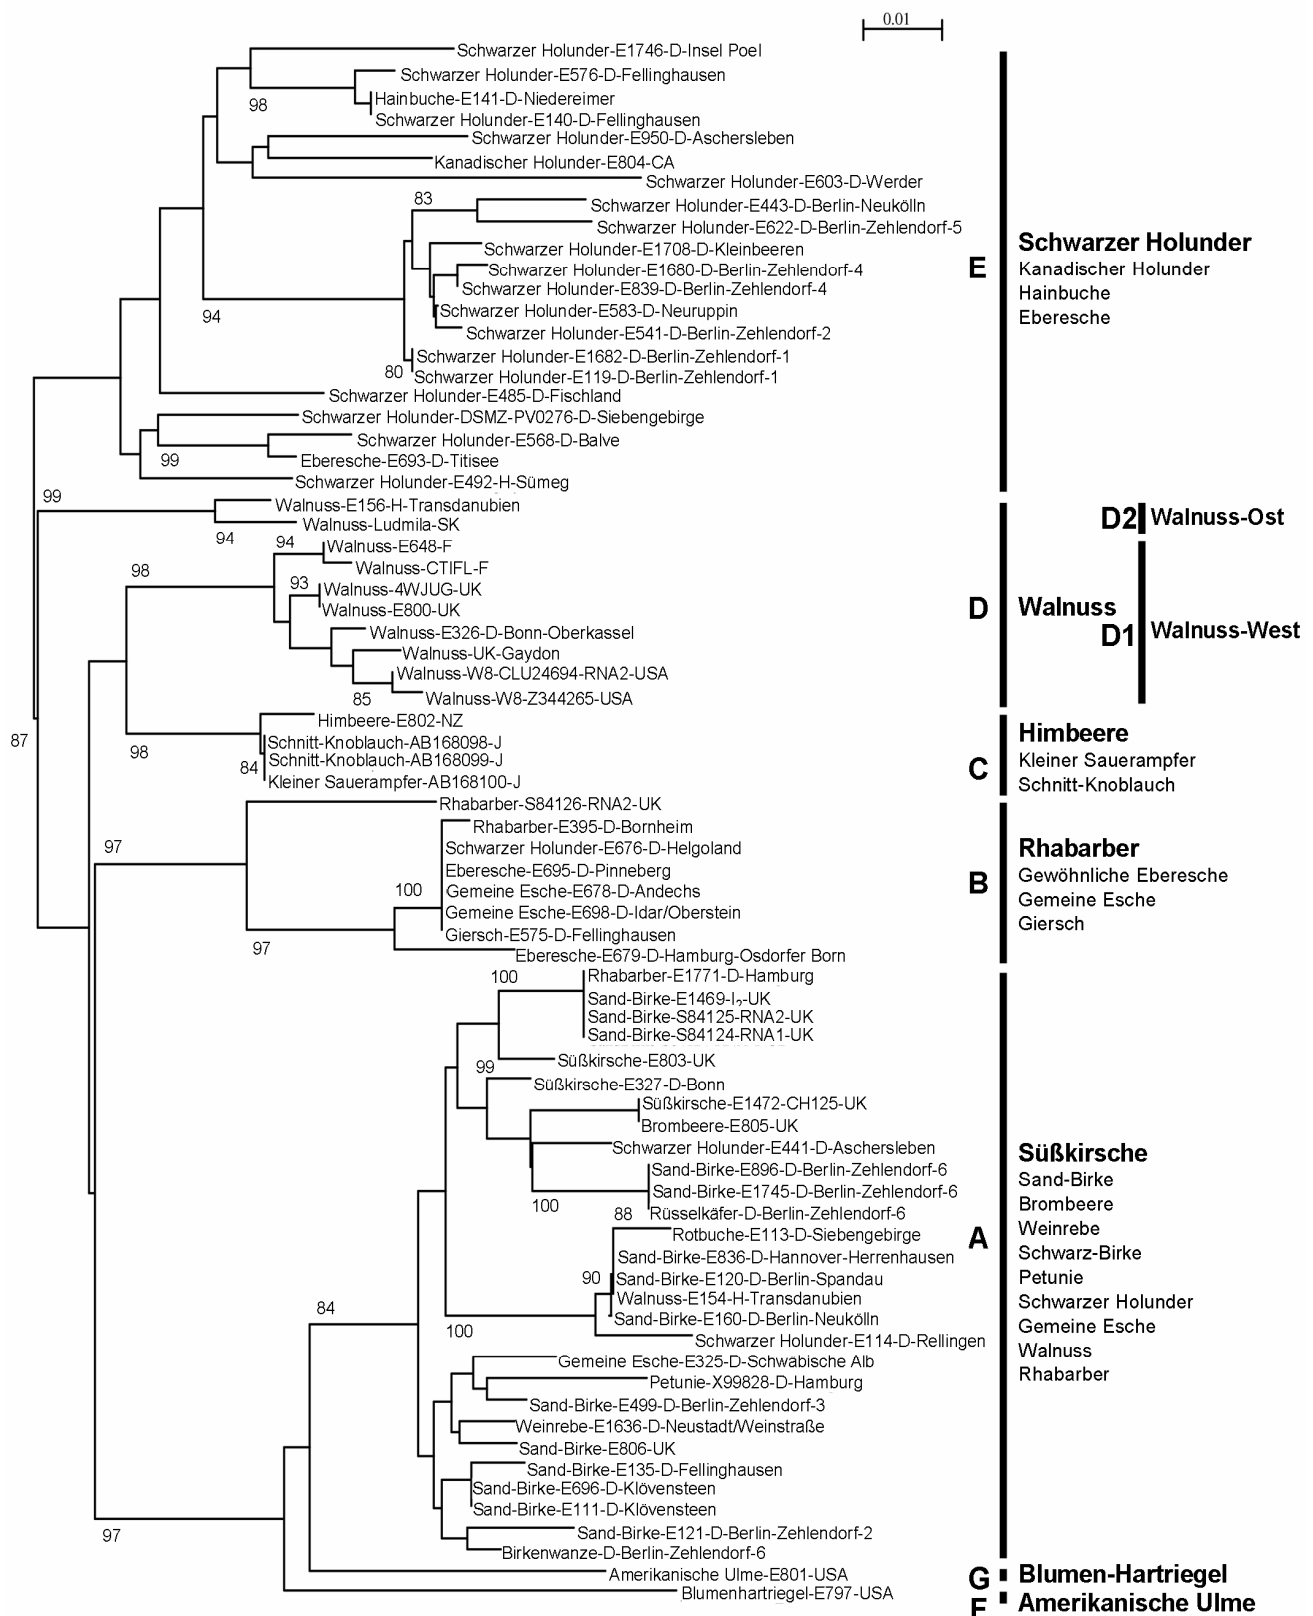 0.01
Schwarzer Holunder-E1746-D-Insel Poel
Schwarzer Holunder-E576-D-Fellinghausen
98
Hainbuche-E141-D-Niedereimer
Schwarzer Holunder-E140-D-Fellinghausen
Schwarzer Holunder-E950-D-Aschersleben
Kanadischer Holunder-E804-CA
Schwarzer Holunder-E603-D-Werder
83
Schwarzer Holunder-E443-D-Berlin-Neukölln
Schwarzer Holunder-E622-D-Berlin-Zehlendorf-5
Schwarzer Holunder-E1708-D-Kleinbeeren
Schwarzer Holunder-E1680-D-Berlin-Zehlendorf-4
Schwarzer Holunder-E839-D-Berlin-Zehlendorf-4
94
Schwarzer Holunder-E583-D-Neuruppin
Schwarzer Holunder-E541-D-Berlin-Zehlendorf-2
Schwarzer Holunder-E1682-D-Berlin-Zehlendorf-1
80
Schwarzer Holunder-E119-D-Berlin-Zehlendorf-1
Schwarzer Holunder-E485-D-Fischland
Schwarzer Holunder-DSMZ-PV0276-D-Siebengebirge
Schwarzer Holunder-E568-D-Balve
99
Eberesche-E693-D-Titisee
Schwarzer Holunder-E492-H-Sümeg
E
Schwarzer Holunder
Kanadischer Holunder
Hainbuche
Eberesche
99
Walnuss-E156-H-Transdanubien
Walnuss-Ludmila-SK
94
94
Walnuss-E648-F
98
Walnuss-CTIFL-F
93
Walnuss-4WJUG-UK
Walnuss-E800-UK
Walnuss-E326-D-Bonn-Oberkassel
Walnuss-UK-Gaydon
Walnuss-W8-CLU24694-RNA2-USA
85
Walnuss-W8-Z344265-USA
D2
Walnuss-Ost
D
Walnuss
D1
Walnuss-West
87
98
Himbeere-E802-NZ
Schnitt-Knoblauch-AB168098-J
Schnitt-Knoblauch-AB168099-J
84
Kleiner Sauerampfer-AB168100-J
C
Himbeere
Kleiner Sauerampfer
Schnitt-Knoblauch
Rhabarber-S84126-RNA2-UK
Rhabarber-E395-D-Bornheim
97
Schwarzer Holunder-E676-D-Helgoland
Eberesche-E695-D-Pinneberg
100
Gemeine Esche-E678-D-Andechs
Gemeine Esche-E698-D-Idar/Oberstein
Giersch-E575-D-Fellinghausen
97
Eberesche-E679-D-Hamburg-Osdorfer Born
B
Rhabarber
Gewöhnliche Eberesche
Gemeine Esche
Giersch
100
Rhabarber-E1771-D-Hamburg
Sand-Birke-E1469-I₂-UK
Sand-Birke-S84125-RNA2-UK
Sand-Birke-S84124-RNA1-UK
Süßkirsche-E803-UK
99
Süßkirsche-E327-D-Bonn
Süßkirsche-E1472-CH125-UK
Brombeere-E805-UK
Schwarzer Holunder-E441-D-Aschersleben
Sand-Birke-E896-D-Berlin-Zehlendorf-6
Sand-Birke-E1745-D-Berlin-Zehlendorf-6
100
Rüsselkäfer-D-Berlin-Zehlendorf-6
88
Rotbuche-E113-D-Siebengebirge
Sand-Birke-E836-D-Hannover-Herrenhausen
90
Sand-Birke-E120-D-Berlin-Spandau
Walnuss-E154-H-Transdanubien
84
Sand-Birke-E160-D-Berlin-Neukölln
100
Schwarzer Holunder-E114-D-Rellingen
Gemeine Esche-E325-D-Schwäbische Alb
Petunie-X99828-D-Hamburg
Sand-Birke-E499-D-Berlin-Zehlendorf-3
Weinrebe-E1636-D-Neustadt/Weinstraße
Sand-Birke-E806-UK
Sand-Birke-E135-D-Fellinghausen
Sand-Birke-E696-D-Klövensteen
Sand-Birke-E111-D-Klövensteen
97
Sand-Birke-E121-D-Berlin-Zehlendorf-2
Birkenwanze-D-Berlin-Zehlendorf-6
A
Süßkirsche
Sand-Birke
Brombeere
Weinrebe
Schwarz-Birke
Petunie
Schwarzer Holunder
Gemeine Esche
Walnuss
Rhabarber
Amerikanische Ulme-E801-USA
G
Blumen-Hartriegel
Blumenhartriegel-E797-USA
F
Amerikanische Ulme